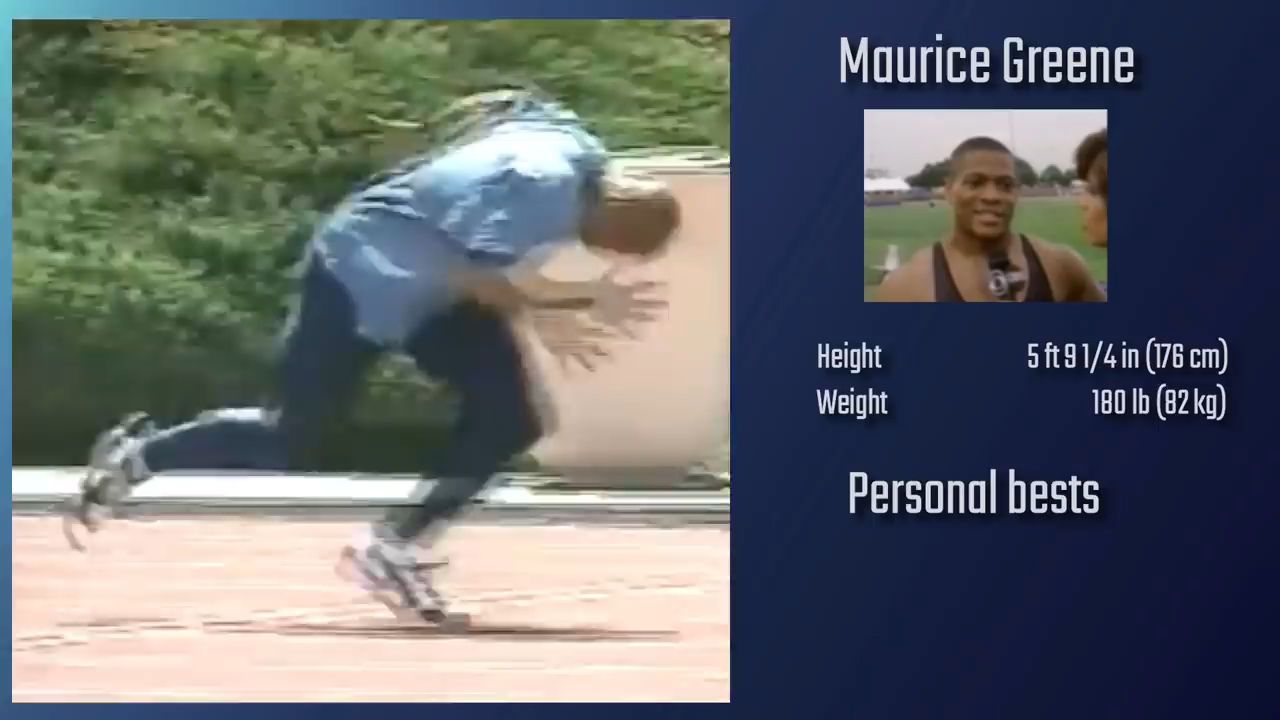 Maurice Greene
Height 5 ft 9 1/4 in (176 cm)
Weight 180 lb (82 kg)
Personal bests